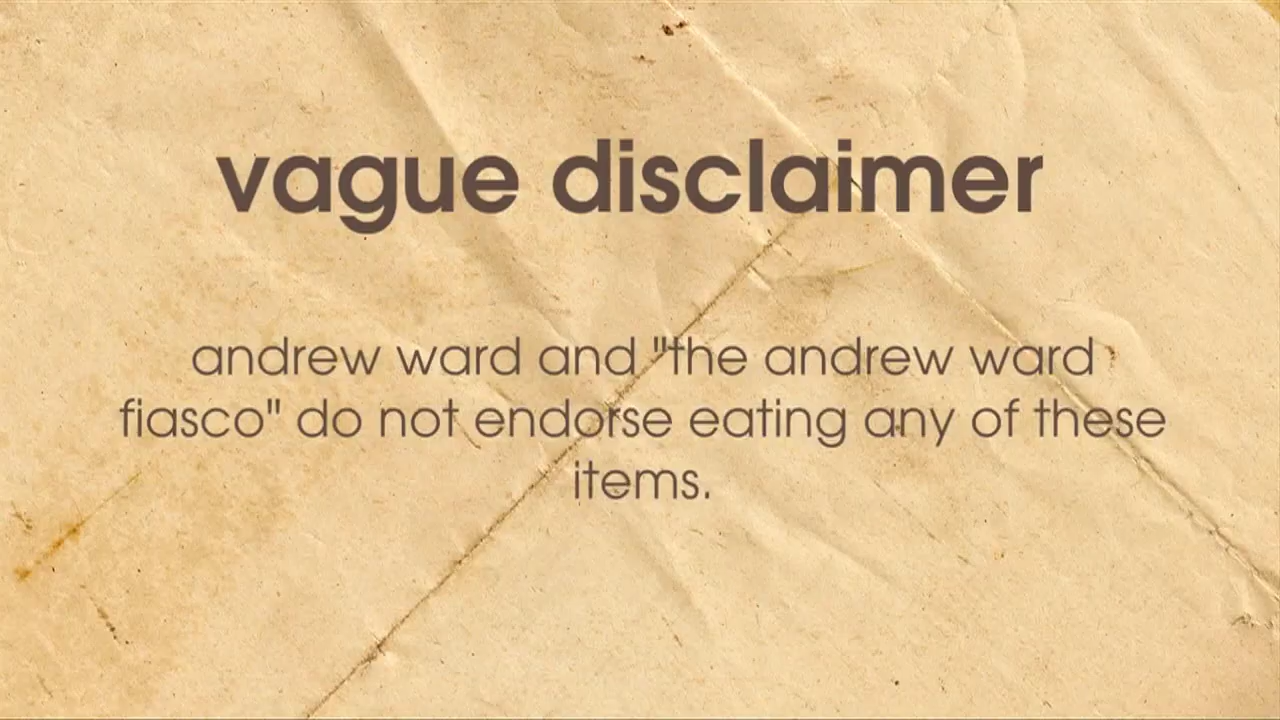 vague disclaimer
andrew ward and "the andrew ward
fiasco" do not endorse eating any of these
items.